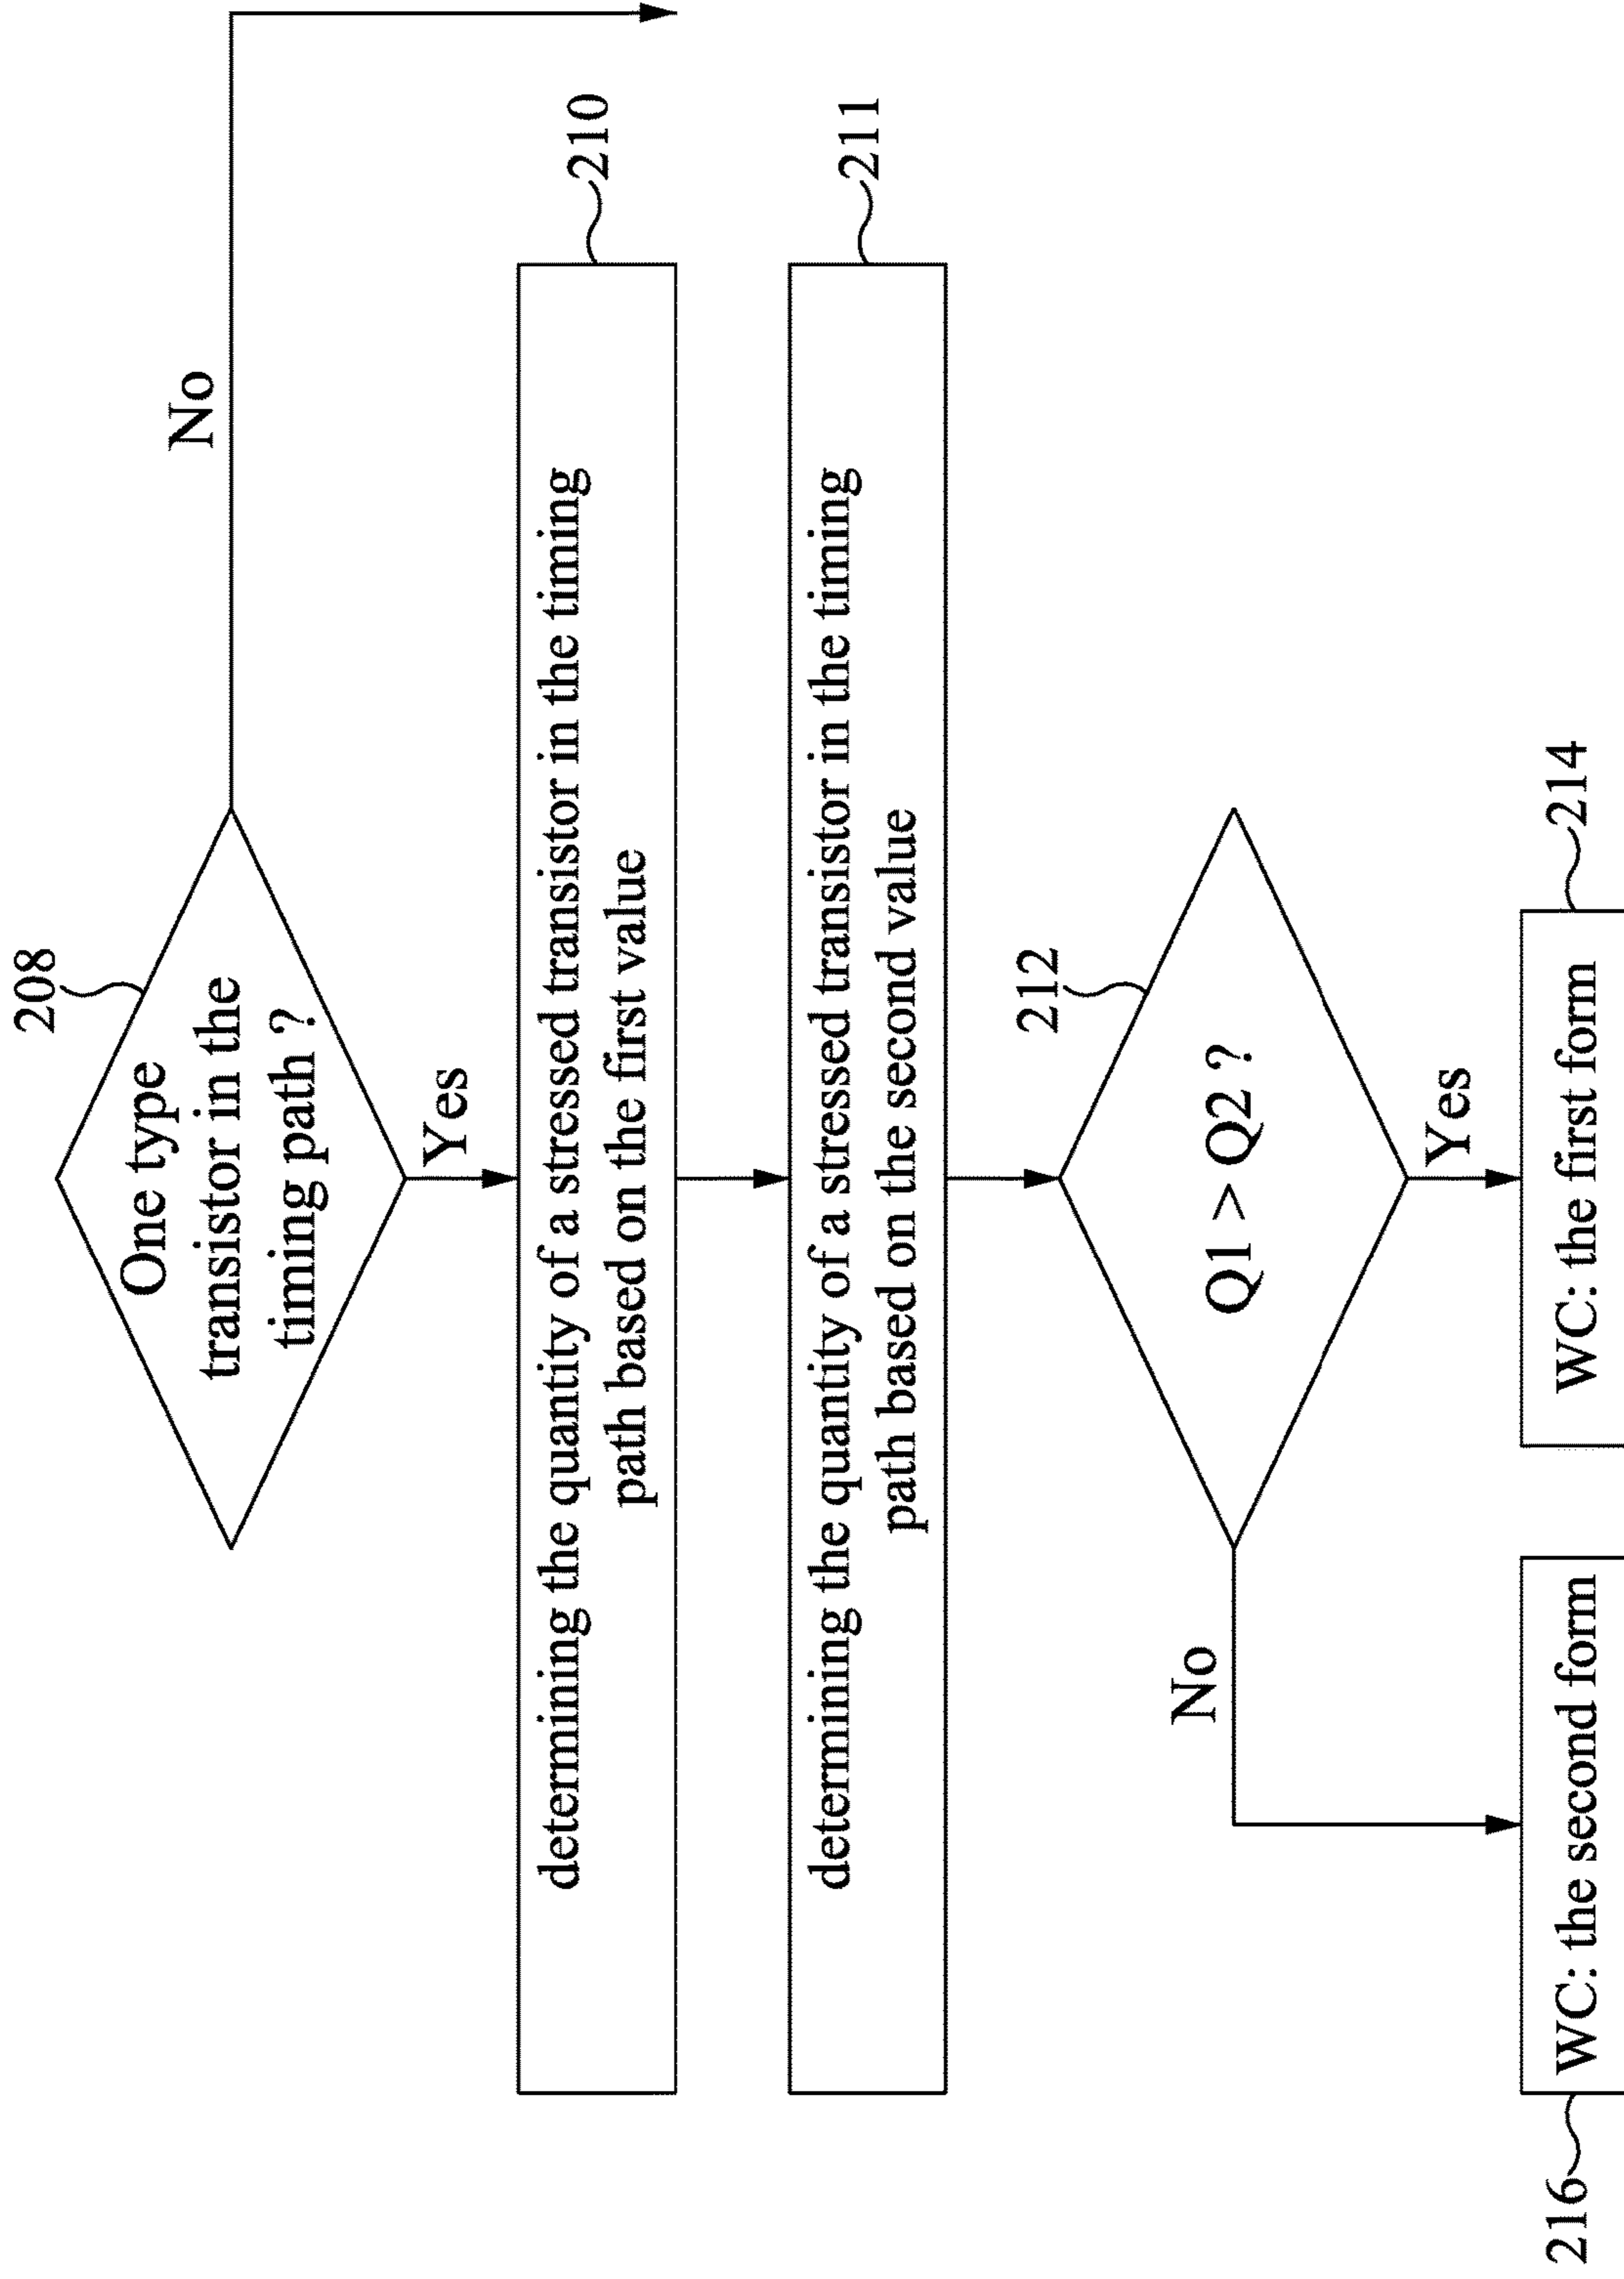 208
One type
transistor in the
timing path ?
No
Yes
210
determining the quantity of a stressed transistor in the timing
path based on the first value
211
determining the quantity of a stressed transistor in the timing
path based on the second value
212
Q1 > Q2 ?
No
Yes
216
WC: the second form
214
WC: the first form